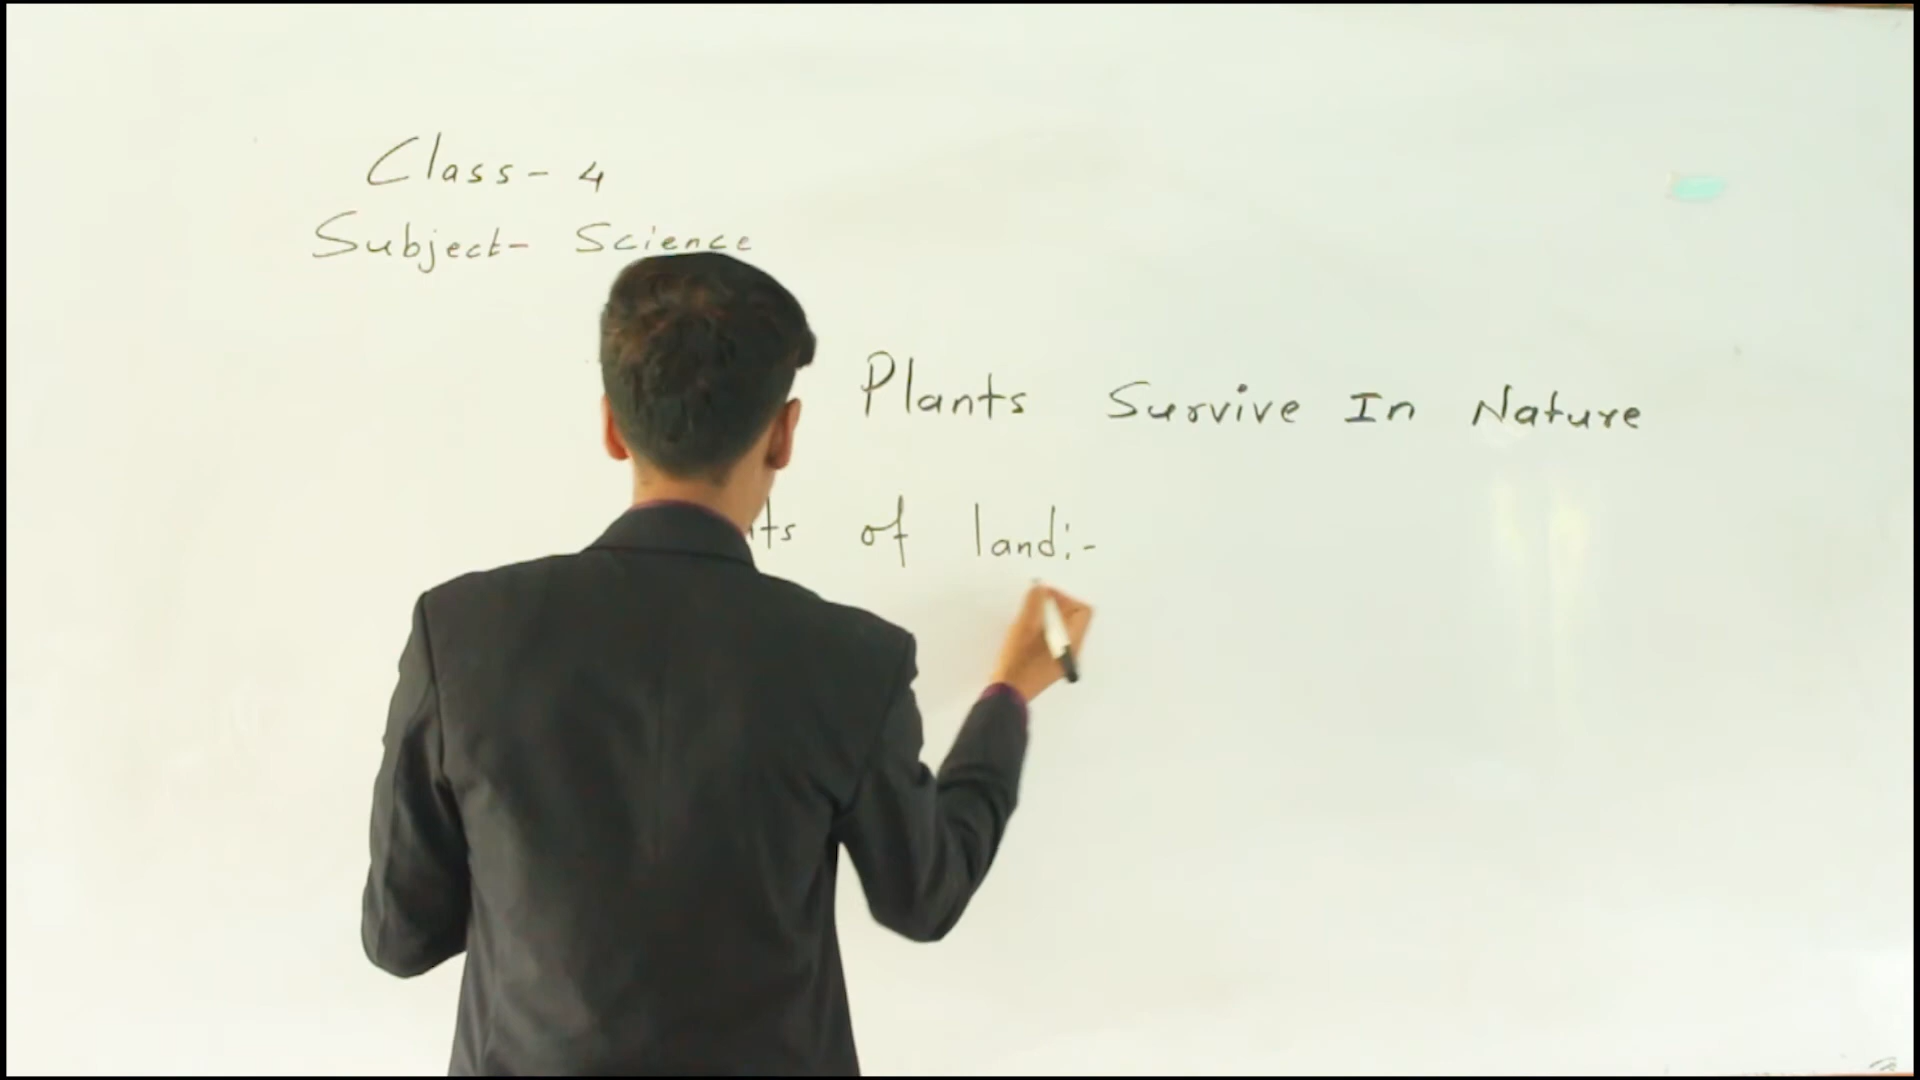 Class- 4
Subject- Science
Plants Survive In Nature
of land:-